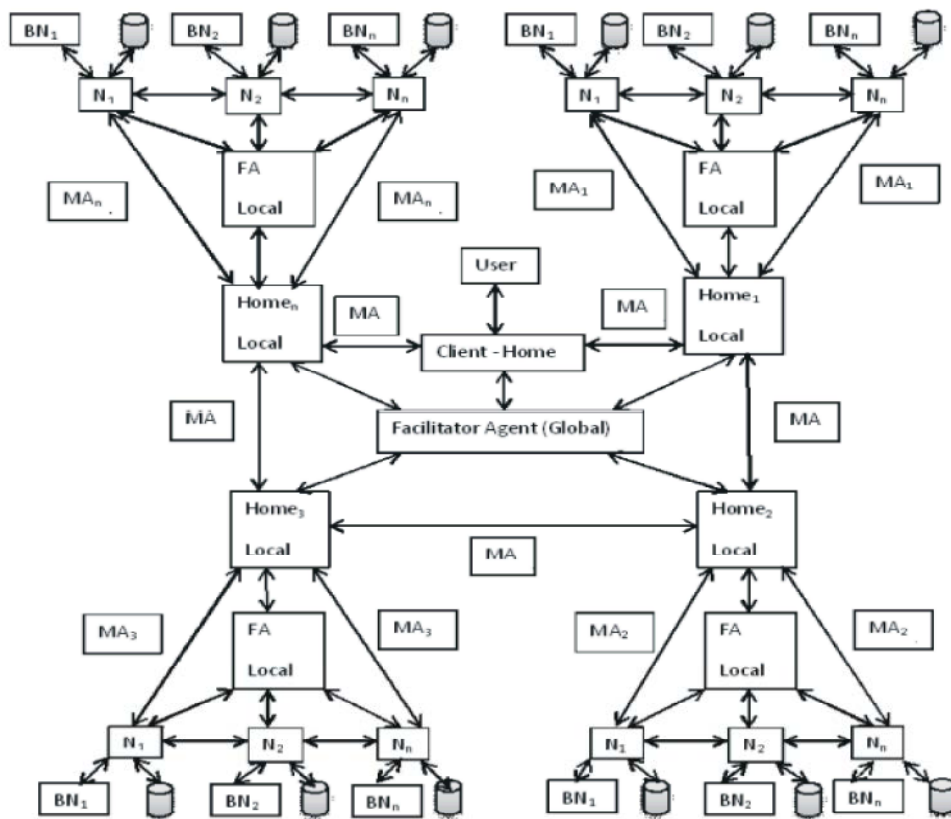 BN₁ BN₂ BNₙ BN₁ BN₂ BNₙ
N₁ N₂ Nₙ N₁ N₂ Nₙ
FA
Local
FA
Local
MAₙ MAₙ . MA₁ MA₁
User
Homeₙ
Local
MA
MA
Home₁
Local
Client - Home
MA
Facilitator Agent (Global)
MA
Home₃
Local
MA
Home₂
Local
MA₃
FA
Local
MA₃
MA₂
FA
Local
MA₂
N₁ N₂ Nₙ N₁ N₂ Nₙ
BN₁ BN₂ BNₙ BN₁ BN₂ BNₙ